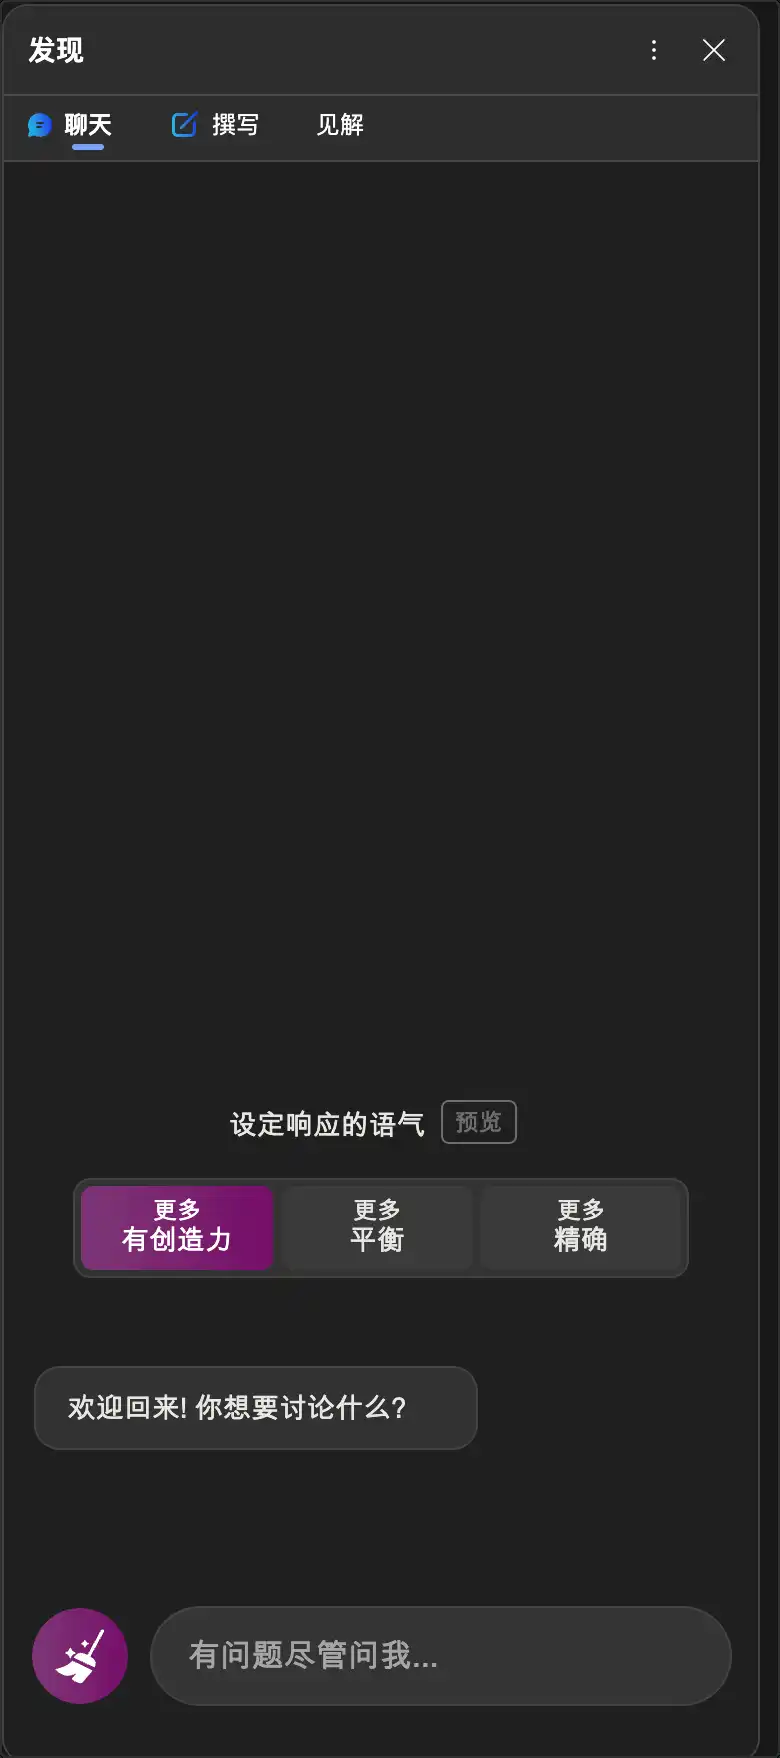 发现
聊天 撰写 见解
设定响应的语气 预览
更多 更多 更多
有创造力 平衡 精确
欢迎回来! 你想要讨论什么?
有问题尽管问我...